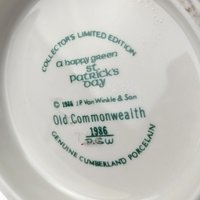 COLLECTOR'S LIMITED EDITION
a happy green
st.
patrick's
day
© 1986 J.P. Van Winkle & Son
Old Commonwealth
1986
P.S.W
GENUINE CUMBERLAND PORCELAIN